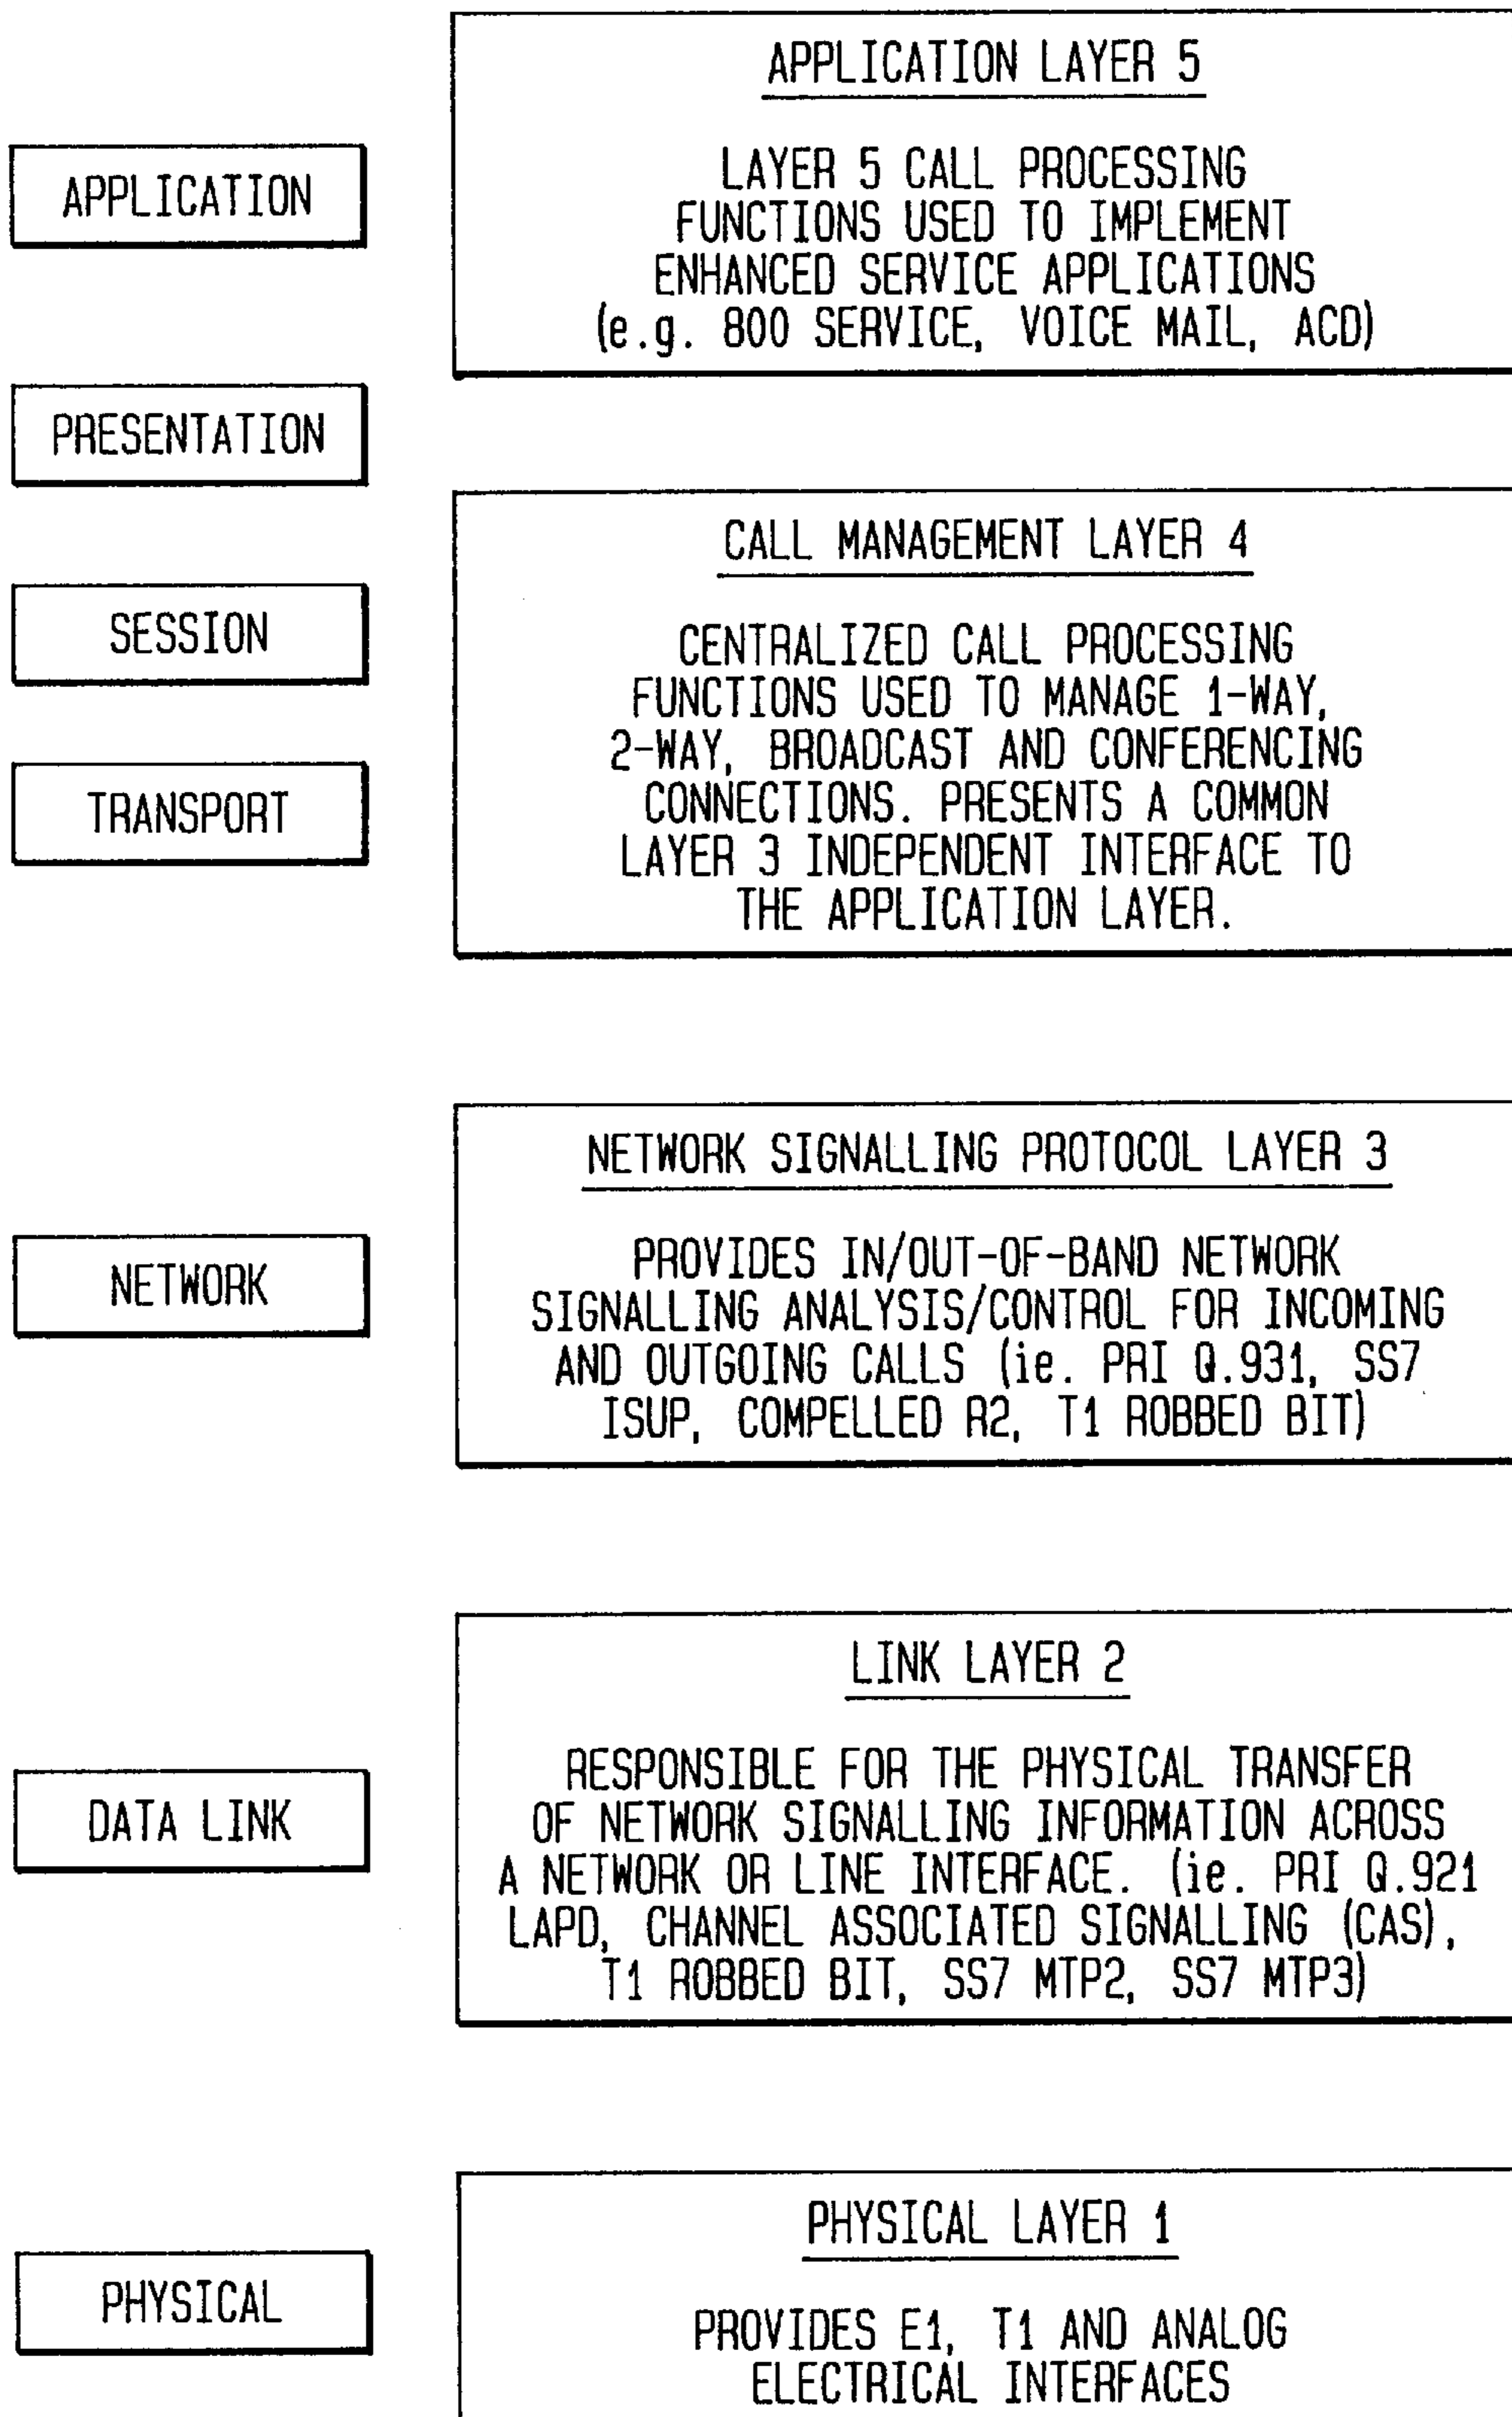 APPLICATION LAYER 5
APPLICATION
LAYER 5 CALL PROCESSING
FUNCTIONS USED TO IMPLEMENT
ENHANCED SERVICE APPLICATIONS
(e.g. 800 SERVICE, VOICE MAIL, ACD)
PRESENTATION
CALL MANAGEMENT LAYER 4
SESSION
TRANSPORT
CENTRALIZED CALL PROCESSING
FUNCTIONS USED TO MANAGE 1-WAY,
2-WAY, BROADCAST AND CONFERENCING
CONNECTIONS. PRESENTS A COMMON
LAYER 3 INDEPENDENT INTERFACE TO
THE APPLICATION LAYER.
NETWORK SIGNALLING PROTOCOL LAYER 3
NETWORK
PROVIDES IN/OUT-OF-BAND NETWORK
SIGNALLING ANALYSIS/CONTROL FOR INCOMING
AND OUTGOING CALLS (ie. PRI Q.931, SS7
ISUP, COMPELLED R2, T1 ROBBED BIT)
LINK LAYER 2
DATA LINK
RESPONSIBLE FOR THE PHYSICAL TRANSFER
OF NETWORK SIGNALLING INFORMATION ACROSS
A NETWORK OR LINE INTERFACE. (ie. PRI Q.921
LAPD, CHANNEL ASSOCIATED SIGNALLING (CAS),
T1 ROBBED BIT, SS7 MTP2, SS7 MTP3)
PHYSICAL LAYER 1
PHYSICAL
PROVIDES E1, T1 AND ANALOG
ELECTRICAL INTERFACES